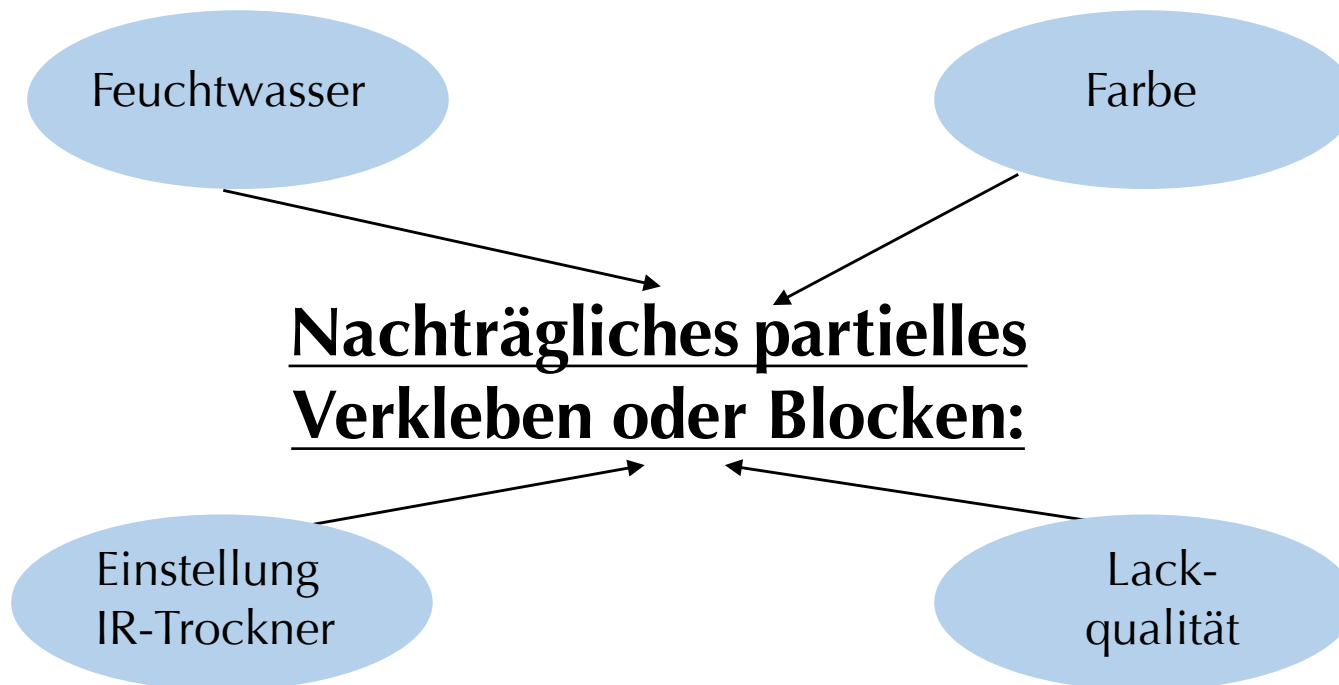 Feuchtwasser
Farbe
Nachträgliches partielles
Verkleben oder Blocken:
Einstellung
IR-Trockner
Lack-
qualität